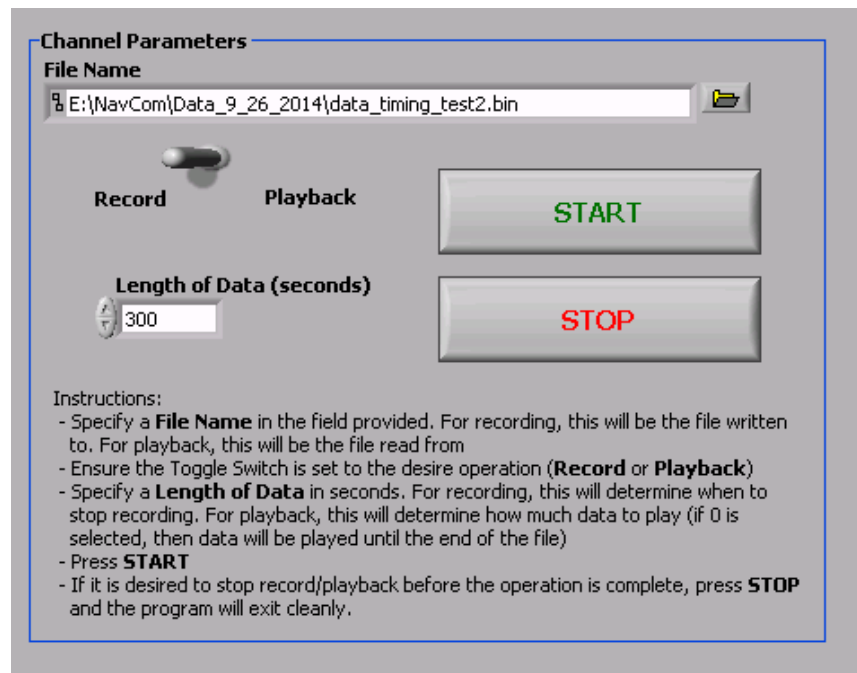 Channel Parameters
File Name
E:\NavCom\Data_9_26_2014\data_timing_test2.bin
Record
Playback
START
Length of Data (seconds)
300
STOP
Instructions:
- Specify a File Name in the field provided. For recording, this will be the file written
to. For playback, this will be the file read from
- Ensure the Toggle Switch is set to the desire operation (Record or Playback)
- Specify a Length of Data in seconds. For recording, this will determine when to
stop recording. For playback, this will determine how much data to play (if 0 is
selected, then data will be played until the end of the file)
- Press START
- If it is desired to stop record/playback before the operation is complete, press STOP
and the program will exit cleanly.